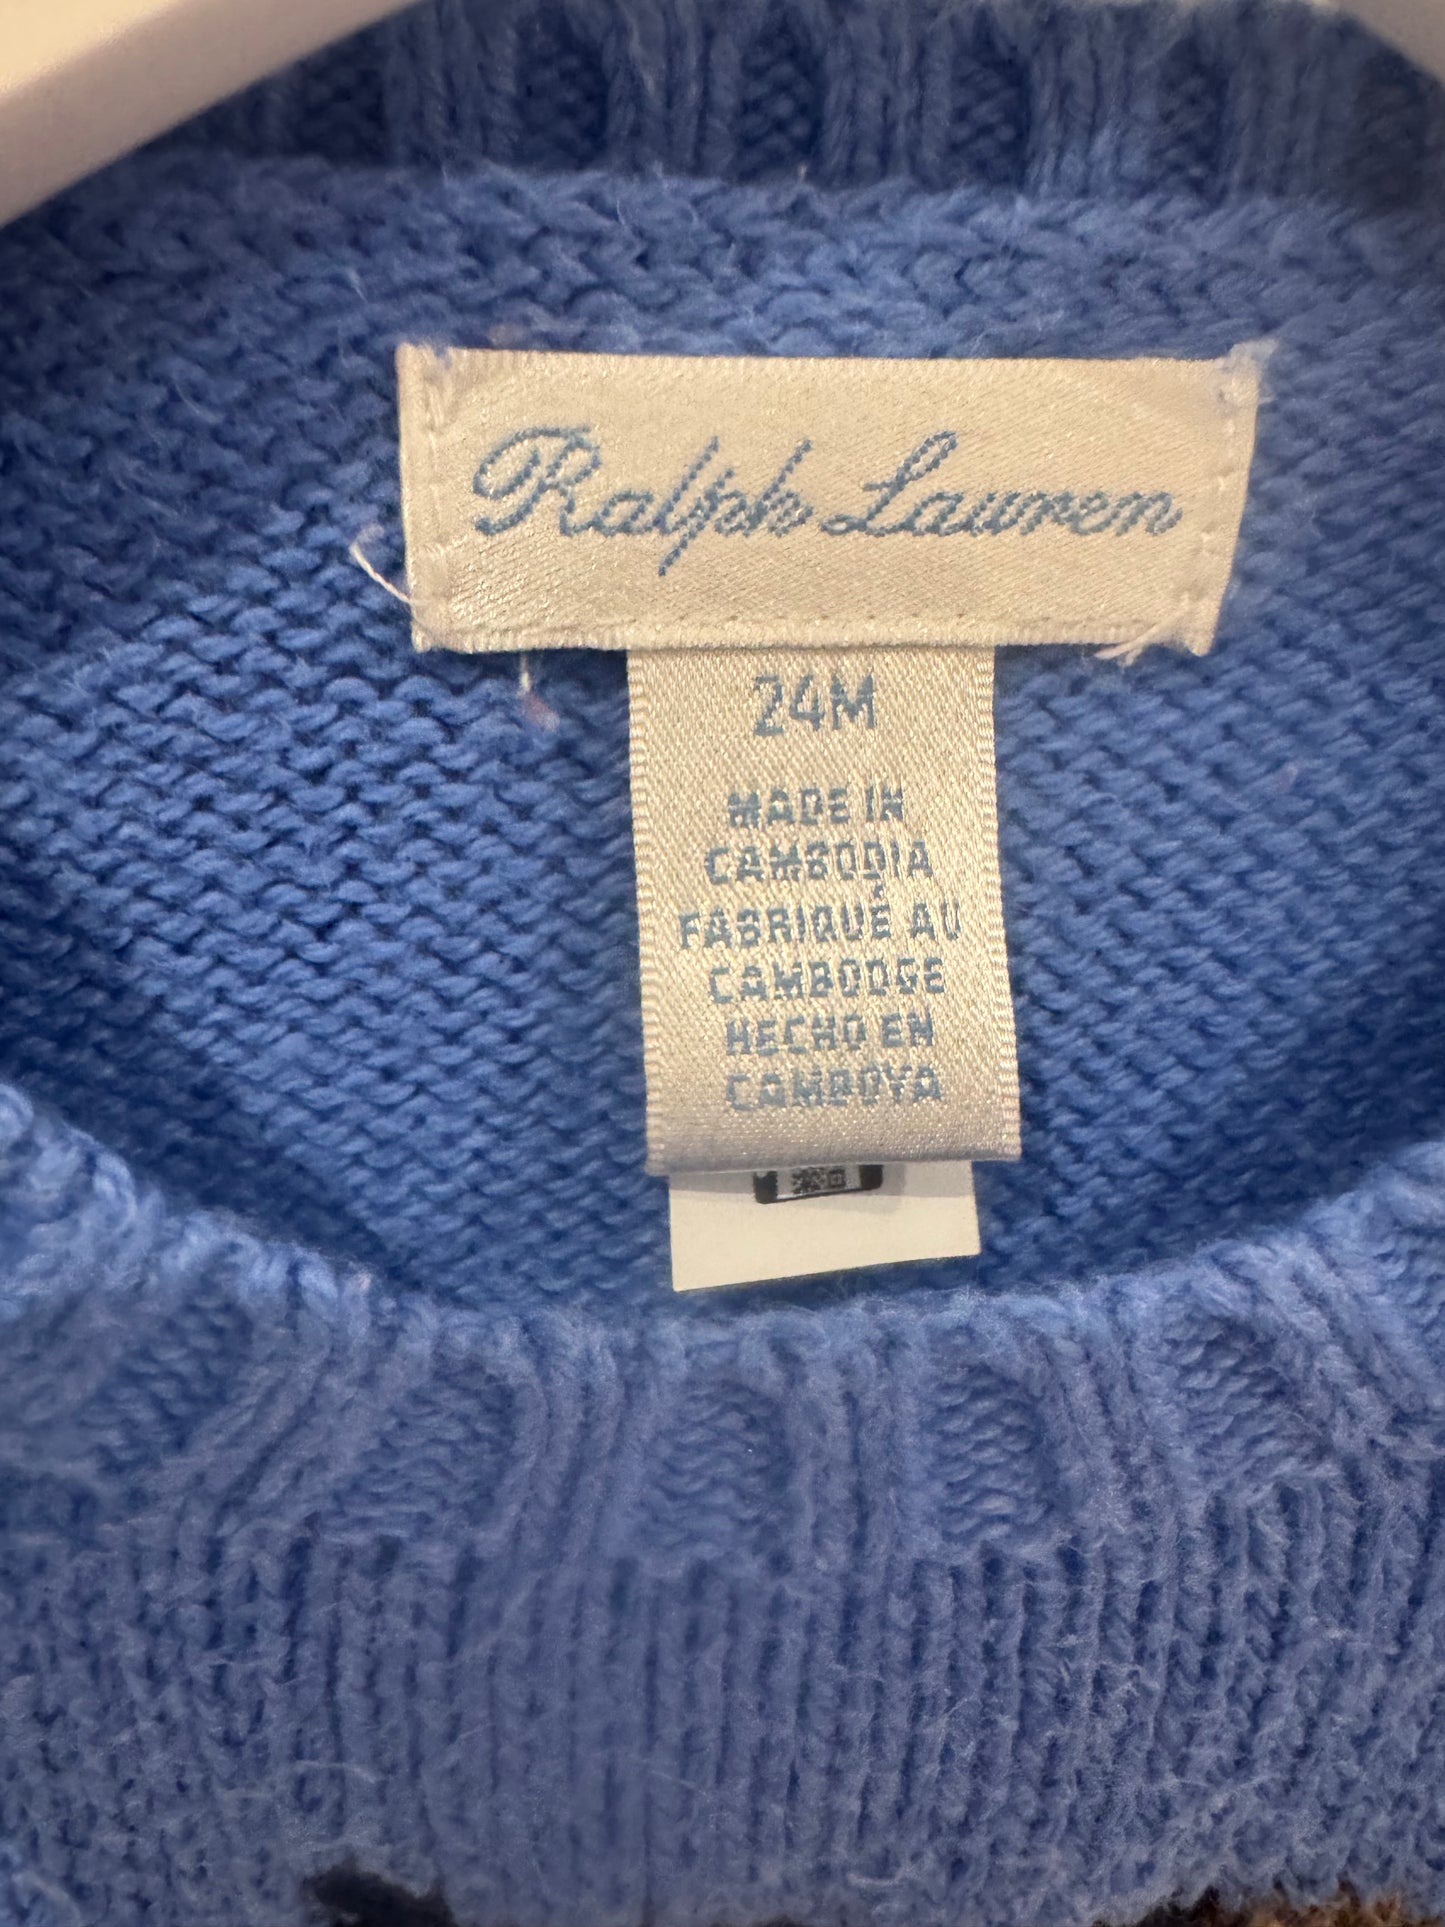 Ralph Lauren
24M
MADE IN
CAMBODIA
FABRIQUÉ AU
CAMBODGE
HECHO EN
CAMBOYA